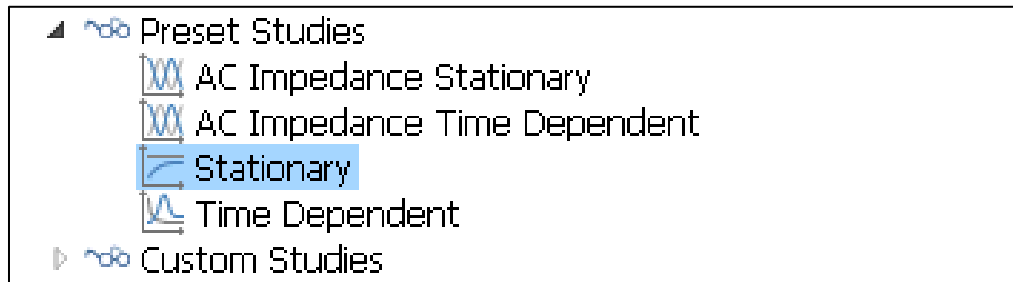 Preset Studies
AC Impedance Stationary
AC Impedance Time Dependent
Stationary
Time Dependent
Custom Studies